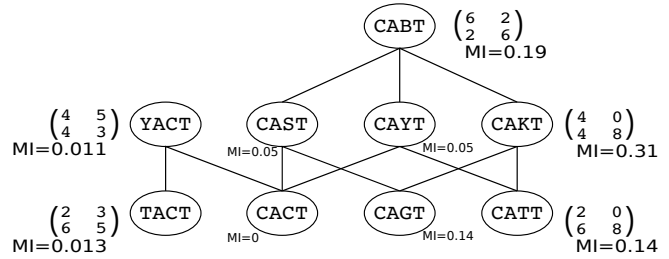 CABT
( 6 2
2 6 )
MI=0.19
( 4 5
4 3 )
MI=0.011
YACT
CAST
MI=0.05
CAYT
MI=0.05
CAKT
( 4 0
4 8 )
MI=0.31
( 2 3
6 5 )
MI=0.013
TACT
CACT
MI=0
CAGT
MI=0.14
CATT
( 2 0
6 8 )
MI=0.14